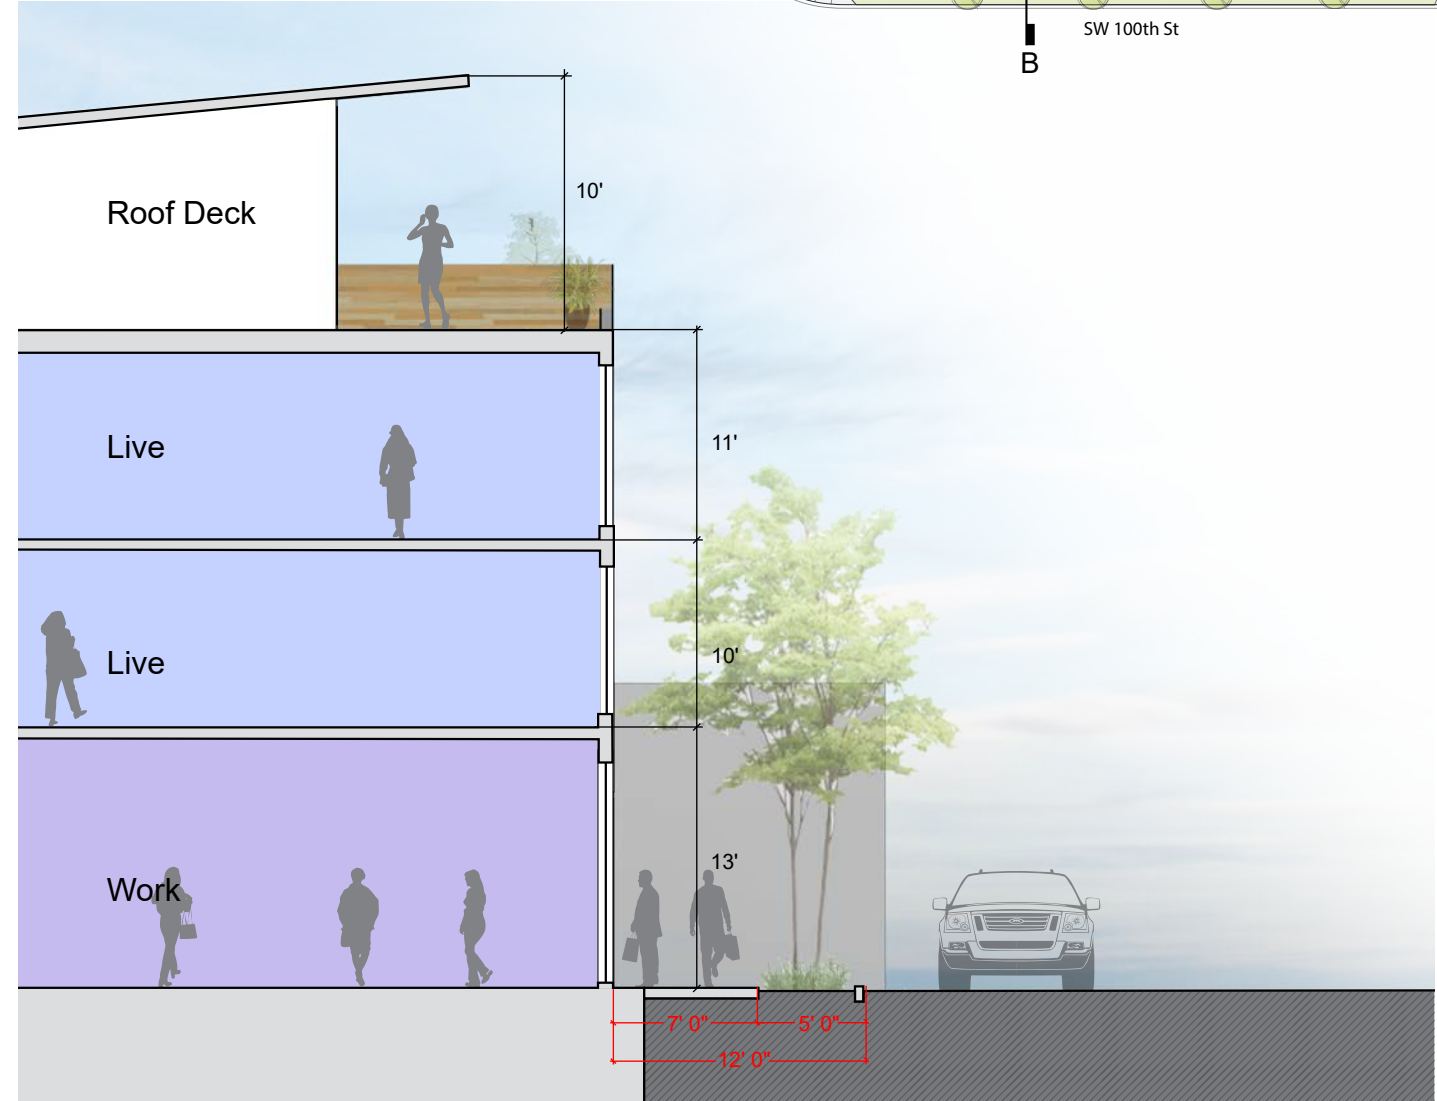 SW 100th St
B
10'
Roof Deck
Live
11'
Live
10'
Work
13'
7' 0"
5' 0"
12' 0"